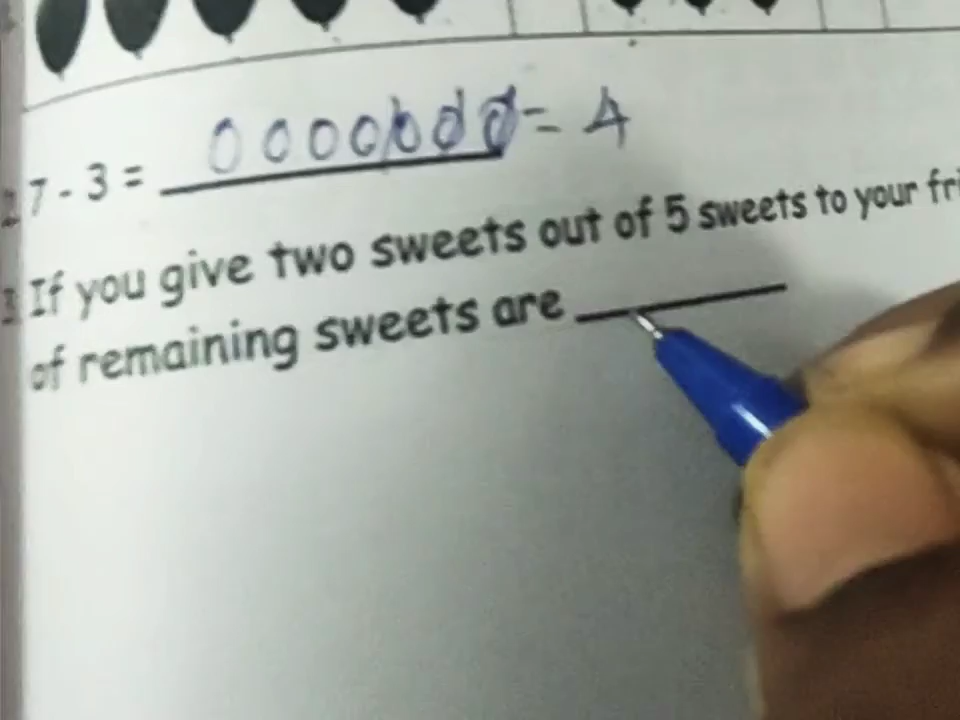 2. 7 - 3 = 0000000 = 4
3. If you give two sweets out of 5 sweets to your
of remaining sweets are